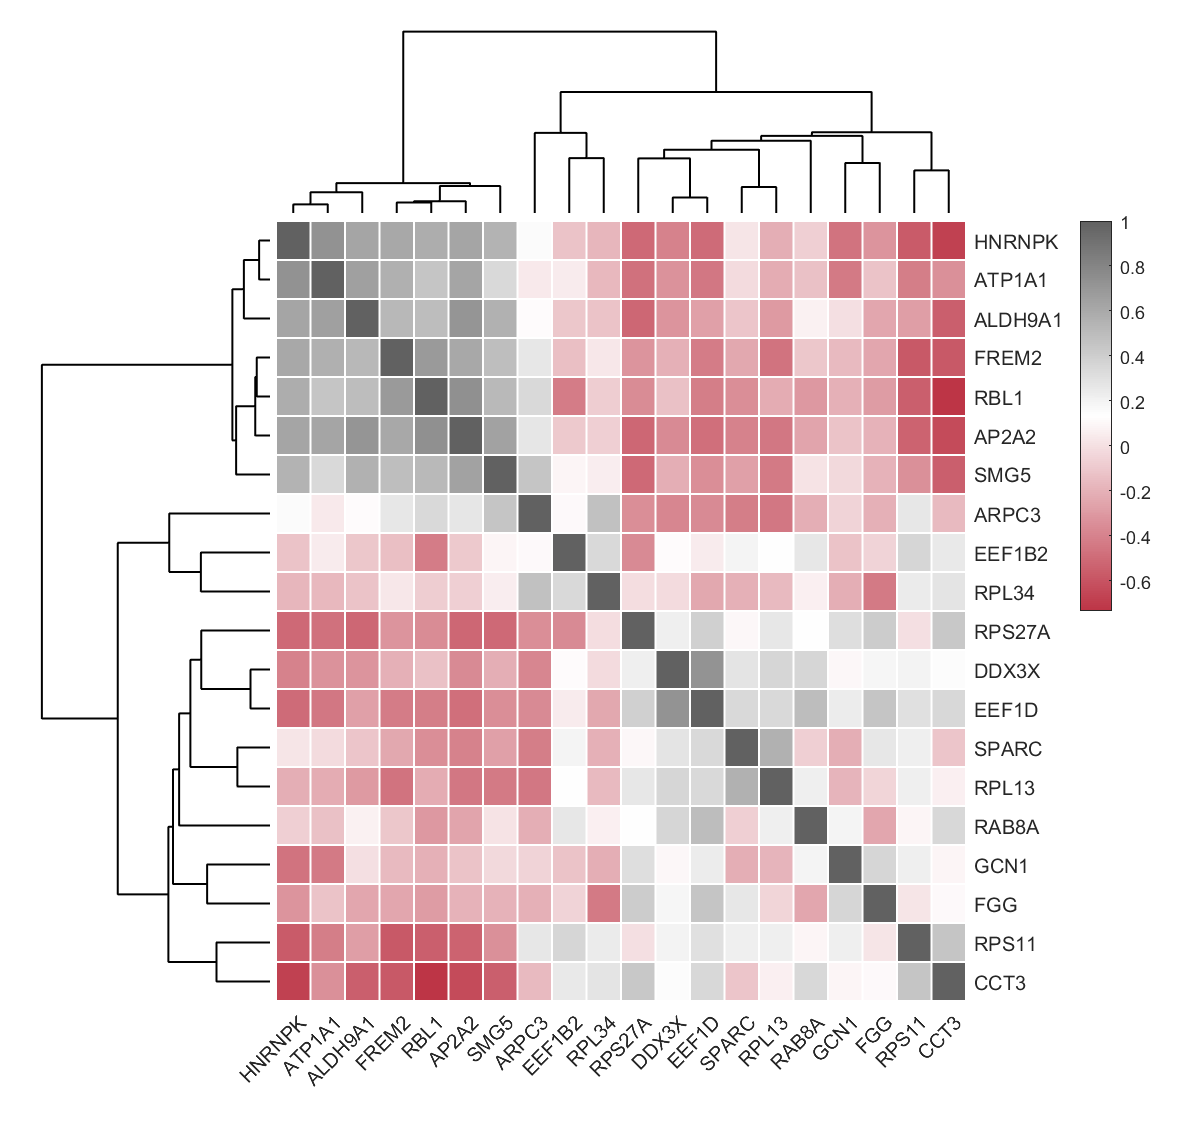 HNRNPK
ATP1A1
ALDH9A1
FREM2
RBL1
AP2A2
SMG5
ARPC3
EEF1B2
RPL34
RPS27A
DDX3X
EEF1D
SPARC
RPL13
RAB8A
GCN1
FGG
RPS11
CCT3
1
0.8
0.6
0.4
0.2
0
-0.2
-0.4
-0.6
HNRNPK
ATP1A1
ALDH9A1
FREM2
RBL1
AP2A2
SMG5
ARPC3
EEF1B2
RPL34
RPS27A
DDX3X
EEF1D
SPARC
RPL13
RAB8A
GCN1
FGG
RPS11
CCT3